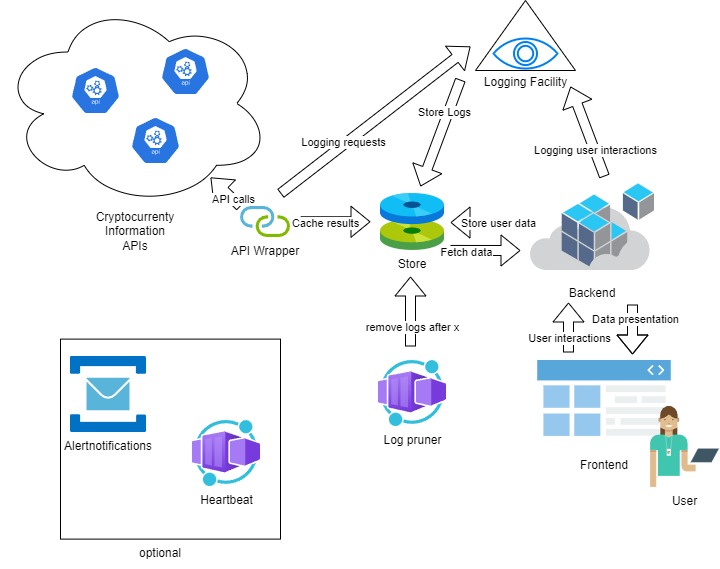 api
api
api
Logging Facility
Store Logs
Logging requests
Logging user interactions
API calls
Cryptocurrenty
Information
APIs
Cache results
API Wrapper
Store user data
Fetch data
Store
Backend
remove logs after x
Data presentation
User interactions
Alertnotifications
Log pruner
Frontend
Heartbeat
User
optional